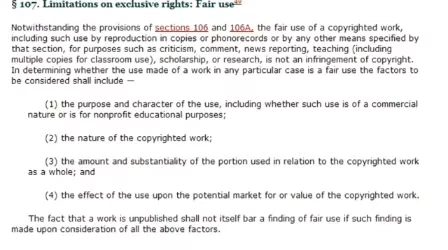 § 107. Limitations on exclusive rights: Fair use
Notwithstanding the provisions of sections 106 and 106A, the fair use of a copyrighted work,
including such use by reproduction in copies or phonorecords or by any other means specified by
that section, for purposes such as criticism, comment, news reporting, teaching (including
multiple copies for classroom use), scholarship, or research, is not an infringement of copyright.
In determining whether the use made of a work in any particular case is a fair use the factors to
be considered shall include —
(1) the purpose and character of the use, including whether such use is of a commercial
nature or is for nonprofit educational purposes;
(2) the nature of the copyrighted work;
(3) the amount and substantiality of the portion used in relation to the copyrighted work
as a whole; and
(4) the effect of the use upon the potential market for or value of the copyrighted work.
The fact that a work is unpublished shall not itself bar a finding of fair use if such finding is
made upon consideration of all the above factors.